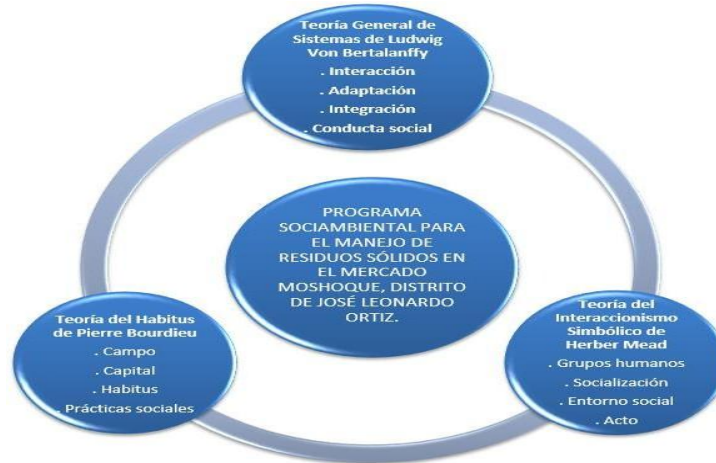 Teoría General de
Sistemas de Ludwig
Von Bertalanffy
. Interacción
. Adaptación
. Integración
. Conducta social
PROGRAMA
SOCIAMBIENTAL PARA
EL MANEJO DE
RESIDUOS SÓLIDOS EN
EL MERCADO
MOSHOQUE, DISTRITO
DE JOSÉ LEONARDO
ORTIZ.
Teoría del Habitus
de Pierre Bourdieu
. Campo
. Capital
. Habitus
. Prácticas sociales
Teoría del
Interaccionismo
Simbólico de
Herber Mead
. Grupos humanos
. Socialización
. Entorno social
. Acto